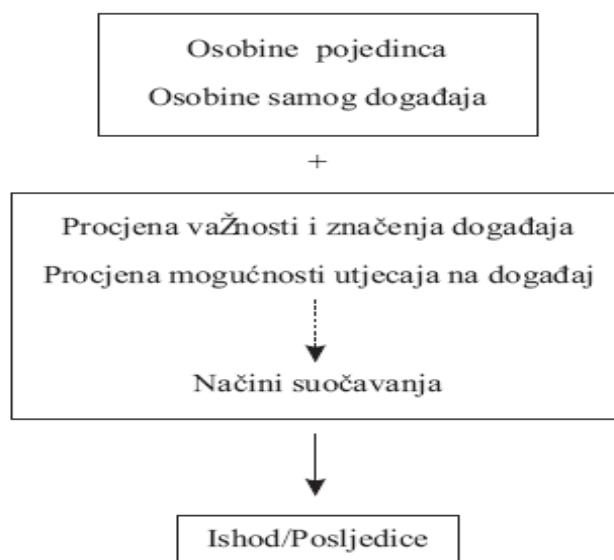 Osobine pojedinca
Osobine samog događaja
+
Procjena vaŽnosti i značenja događaja
Procjena mogućnosti utjecaja na događaj
Načini suočavanja
Ishod/Posljedice